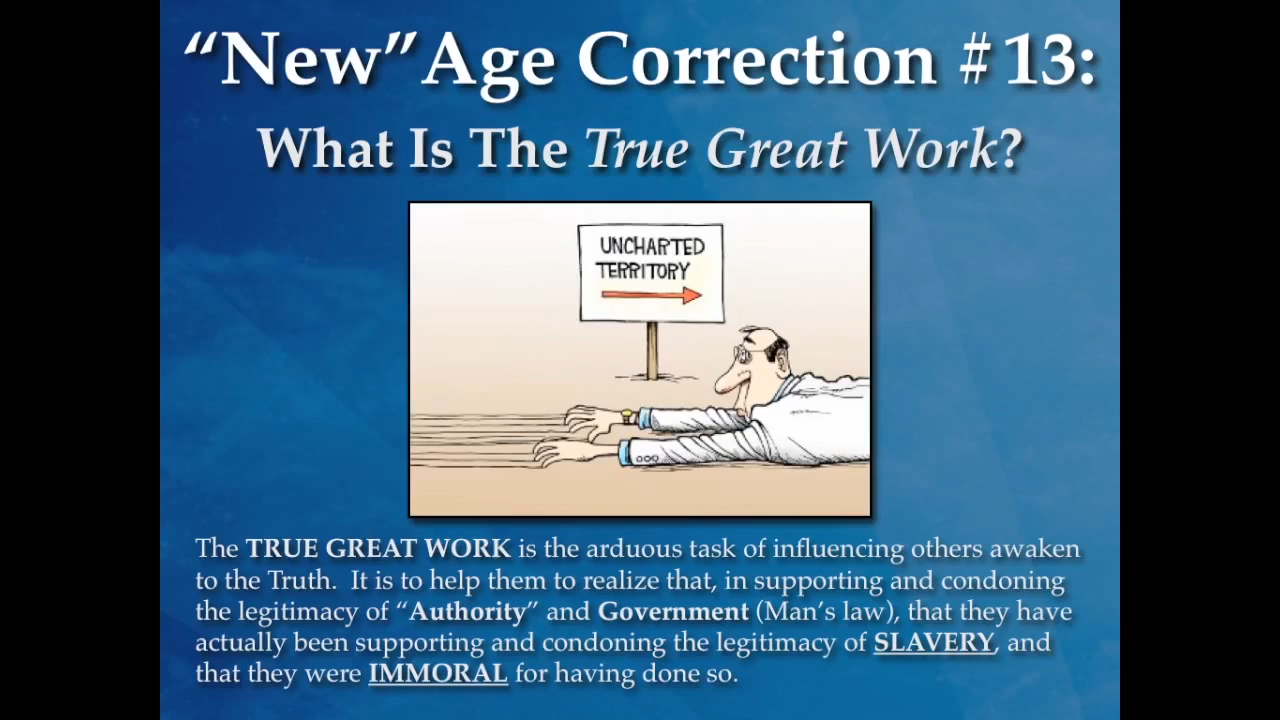 “New”Age Correction #13:
What Is The True Great Work?
UNCHARTED
TERRITORY
The TRUE GREAT WORK is the arduous task of influencing others awaken
to the Truth.  It is to help them to realize that, in supporting and condoning
the legitimacy of “Authority” and Government (Man’s law), that they have
actually been supporting and condoning the legitimacy of SLAVERY, and
that they were IMMORAL for having done so.